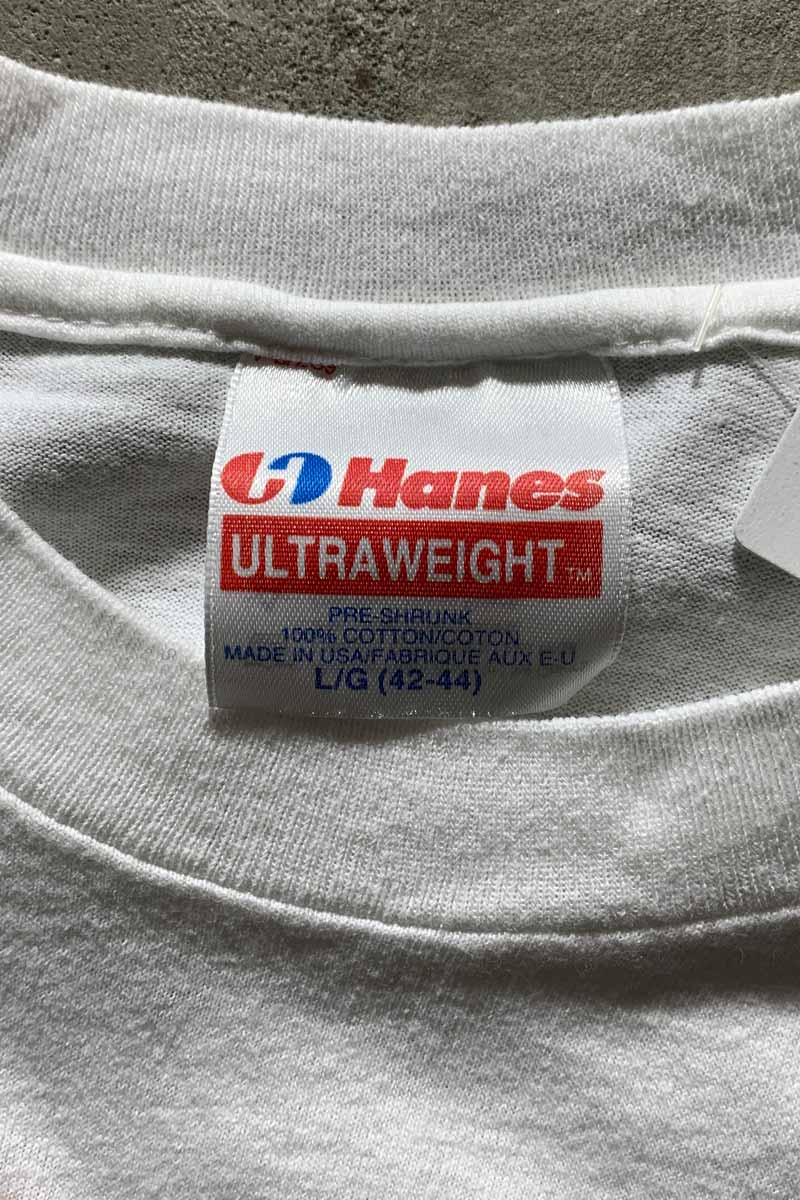 Hanes
ULTRAWEIGHT™
PRE-SHRUNK
100% COTTON/COTON
MADE IN USA/FABRIQUE AUX E-U
L/G (42-44)